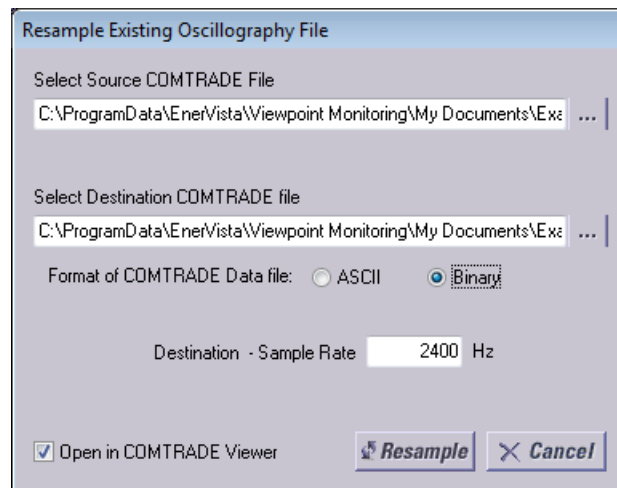 Resample Existing Oscillography File
Select Source COMTRADE File
C:\ProgramData\EnerVista\Viewpoint Monitoring\My Documents\Exa ...
Select Destination COMTRADE file
C:\ProgramData\EnerVista\Viewpoint Monitoring\My Documents\Exa ...
Format of COMTRADE Data file: ASCII Binary
Destination - Sample Rate 2400 Hz
Open in COMTRADE Viewer Resample Cancel